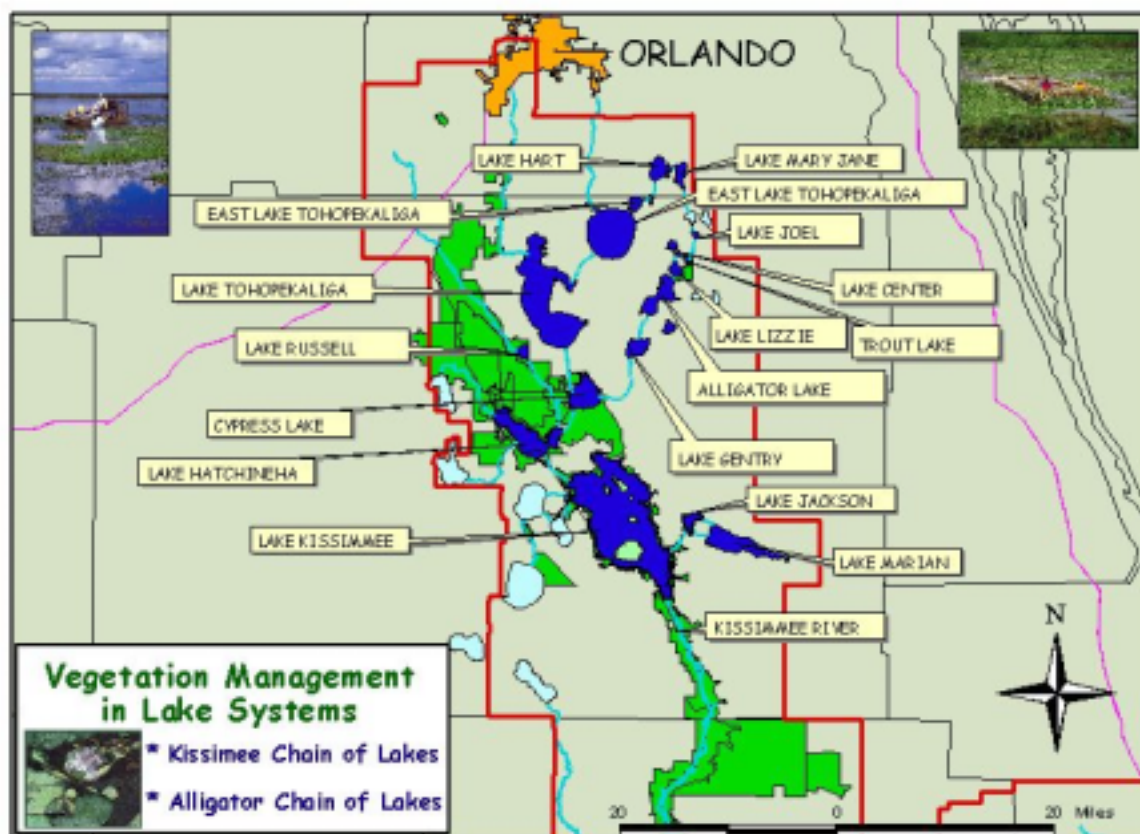 ORLANDO
LAKE HART
LAKE MARY JANE
EAST LAKE TOHOPEKALIGA
EAST LAKE TOHOPEKALIGA
LAKE JOEL
LAKE TOHOPEKALIGA
LAKE CENTER
LAKE LIZZIE
TROUT LAKE
LAKE RUSSELL
ALLIGATOR LAKE
CYPRESS LAKE
LAKE GENTRY
LAKE HATCHINEHA
LAKE JACKSON
LAKE KISSIMMEE
LAKE MARIAN
KISSIMMEE RIVER
N
Vegetation Management
in Lake Systems
* Kissimee Chain of Lakes
* Alligator Chain of Lakes
20 0 20 Miles